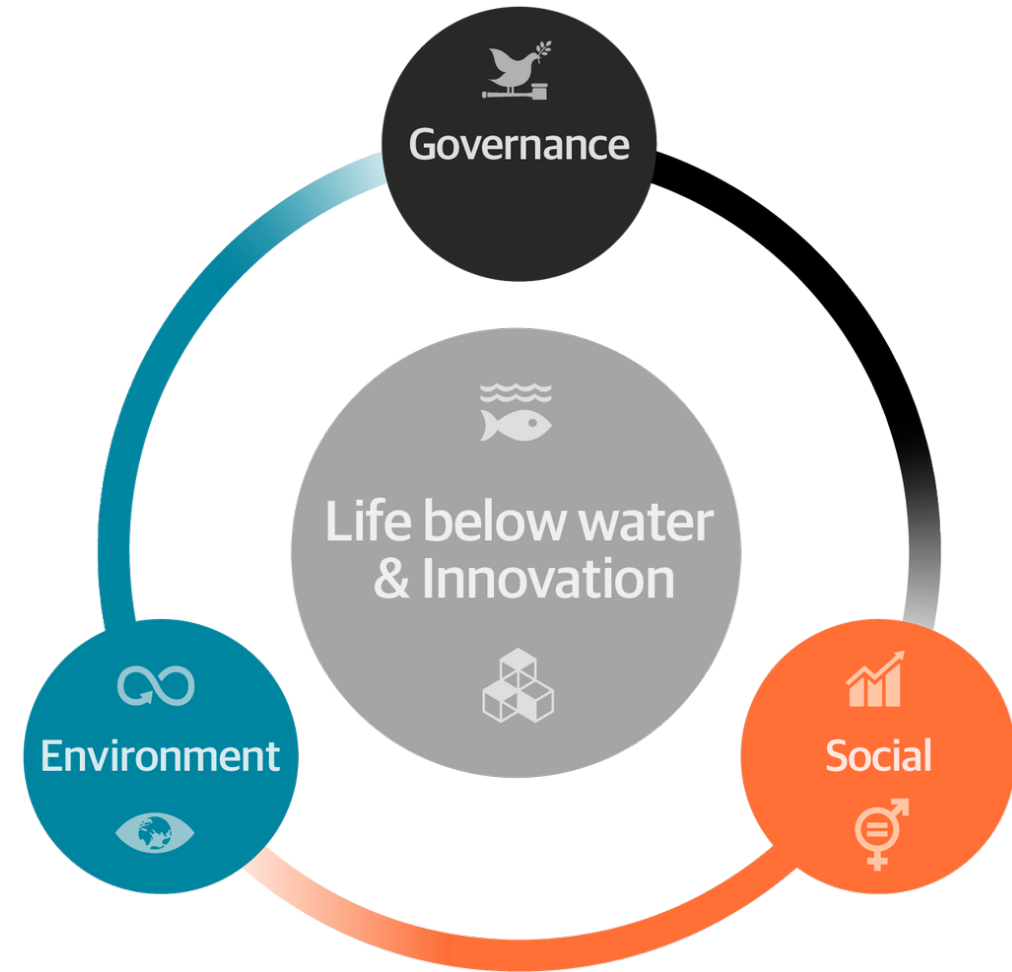 Governance
Life below water
& Innovation
Environment
Social